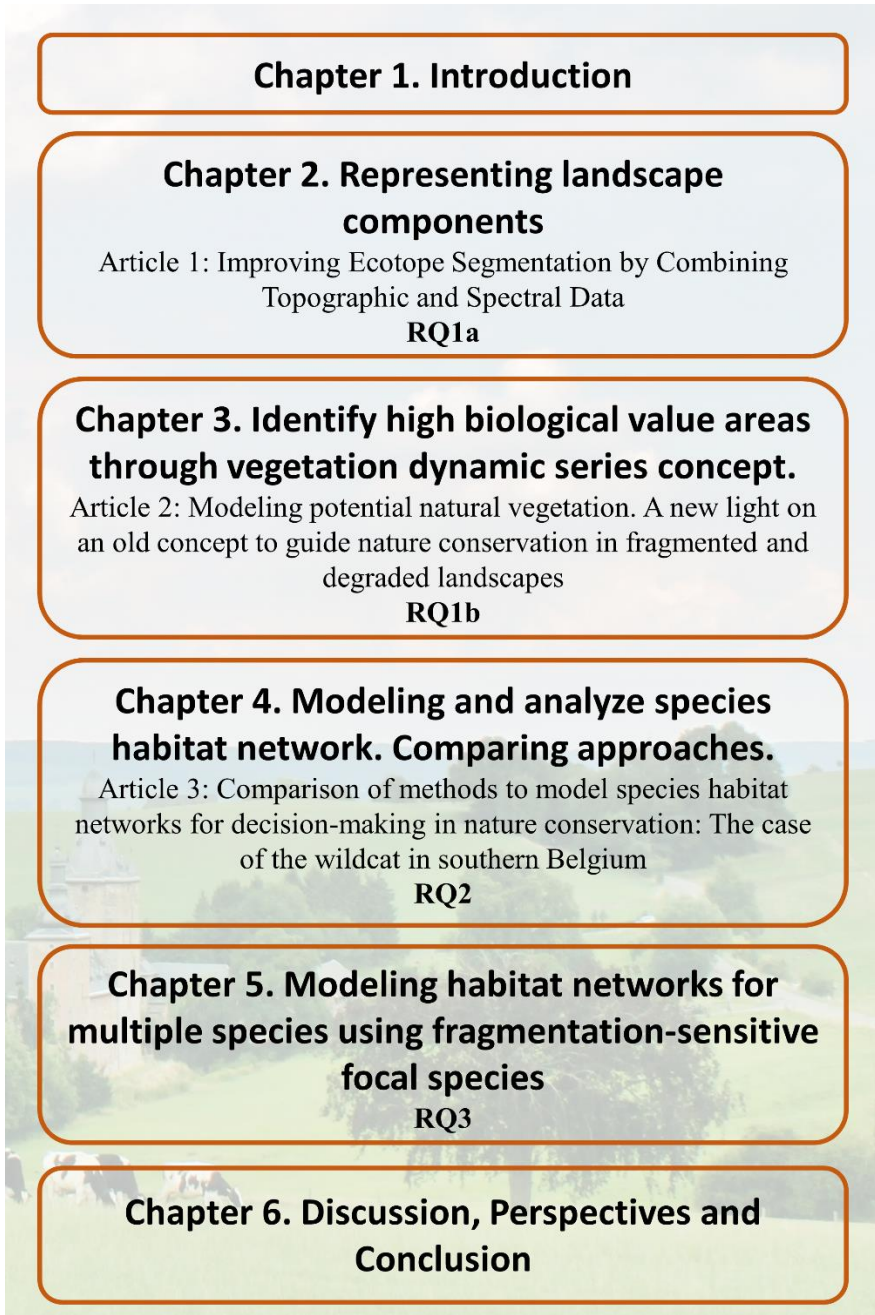 Chapter 1. Introduction
Chapter 2. Representing landscape
components
Article 1: Improving Ecotope Segmentation by Combining
Topographic and Spectral Data
RQ1a
Chapter 3. Identify high biological value areas
through vegetation dynamic series concept.
Article 2: Modeling potential natural vegetation. A new light on
an old concept to guide nature conservation in fragmented and
degraded landscapes
RQ1b
Chapter 4. Modeling and analyze species
habitat network. Comparing approaches.
Article 3: Comparison of methods to model species habitat
networks for decision-making in nature conservation: The case
of the wildcat in southern Belgium
RQ2
Chapter 5. Modeling habitat networks for
multiple species using fragmentation-sensitive
focal species
RQ3
Chapter 6. Discussion, Perspectives and
Conclusion